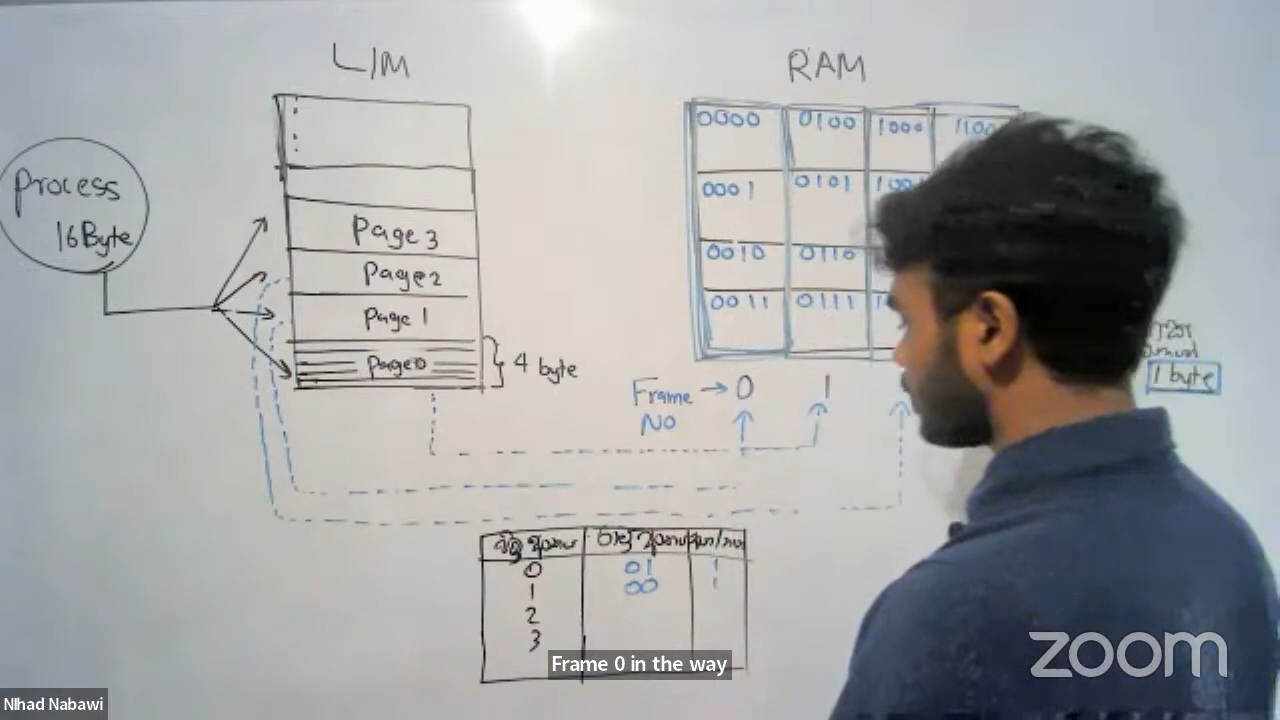 LIM
RAM
Process
16Byte
Page 3
Page 2
Page 1
Page 0
4 byte
0000 0100 1000 1100
0001 0101
0010 0110
0011 0111
Frame → 0 1
No
1 byte
0 01 1
1 00 1
2
3
Frame 0 in the way
NIhad Nabawi
zoom